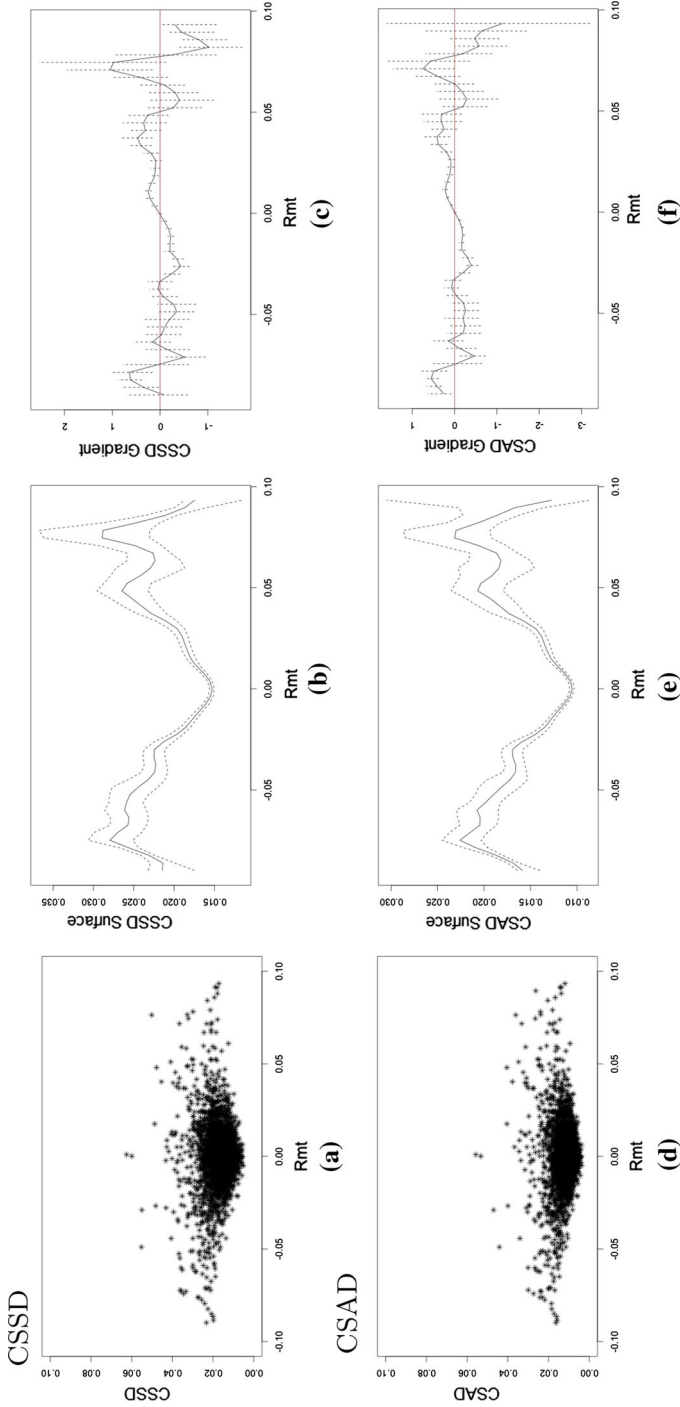 CSSD
CSSD
0.10
0.08
0.06
0.04
0.02
0.00
-0.10 -0.05 0.00 0.05 0.10
Rmt
(a)
CSSD Surface
0.035
0.030
0.025
0.020
0.015
-0.05 0.00 0.05 0.10
Rmt
(b)
CSSD Gradient
2
1
0
-1
-0.05 0.00 0.05 0.10
Rmt
(c)
CSAD
CSAD
0.10
0.08
0.06
0.04
0.02
0.00
-0.10 -0.05 0.00 0.05 0.10
Rmt
(d)
CSAD Surface
0.030
0.025
0.020
0.015
0.010
-0.05 0.00 0.05 0.10
Rmt
(e)
CSAD Gradient
1
0
-1
-2
-3
-0.05 0.00 0.05 0.10
Rmt
(f)